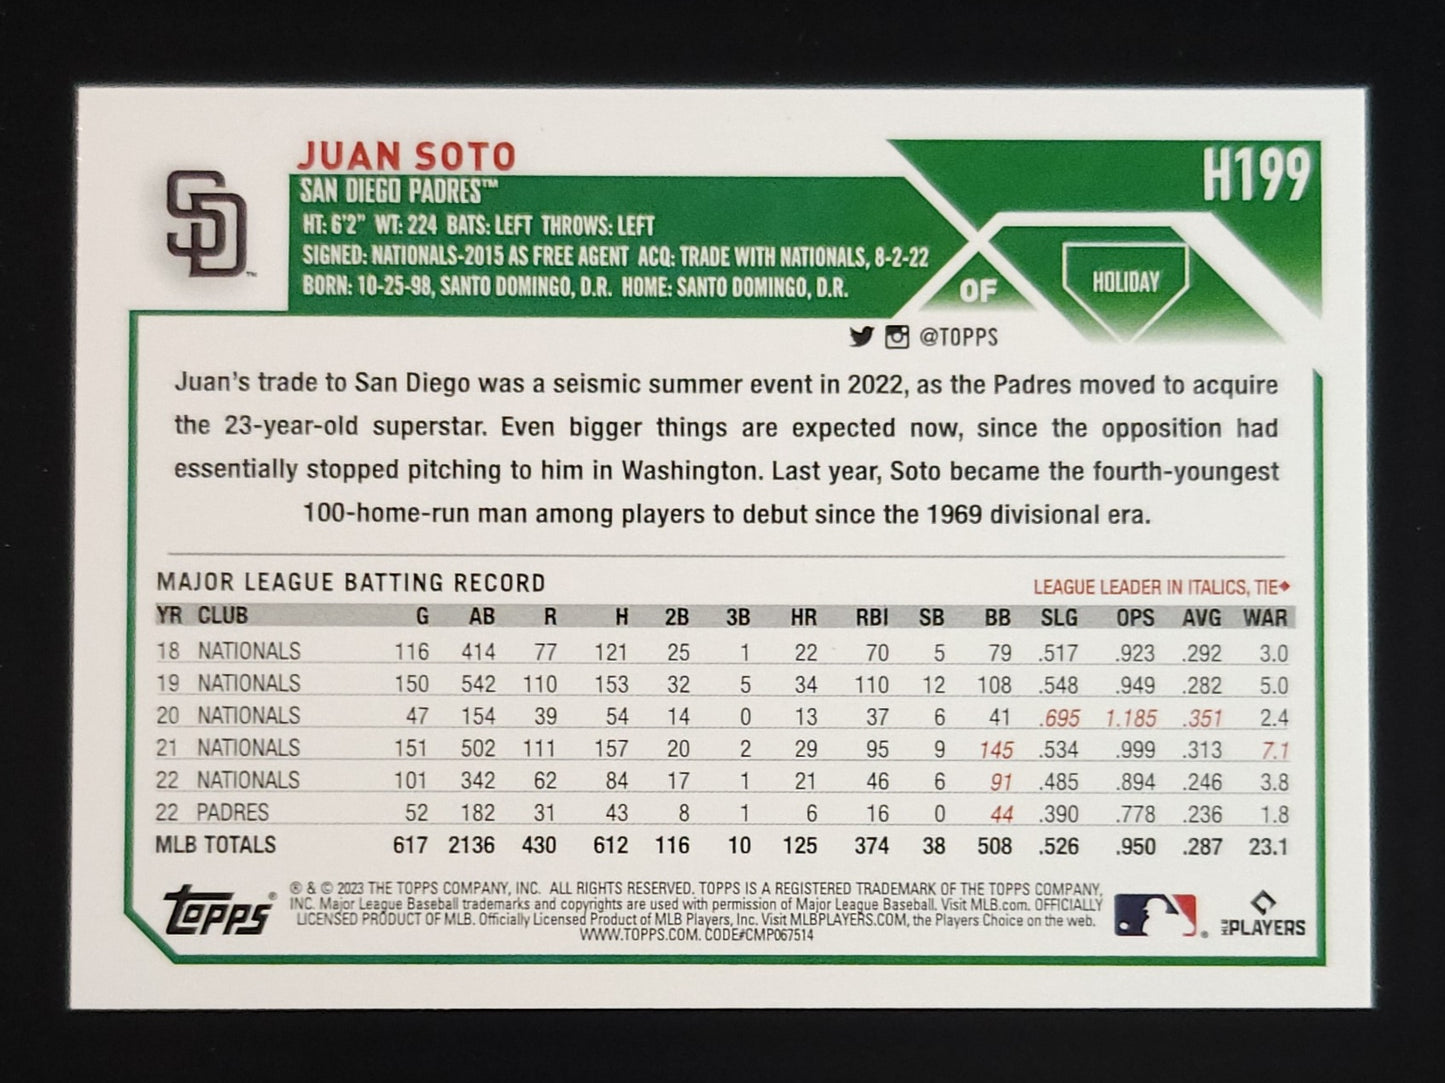 JUAN SOTO
H199
SAN DIEGO PADRES™
HT: 6'2" WT: 224 BATS: LEFT THROWS: LEFT
SIGNED: NATIONALS-2015 AS FREE AGENT ACQ: TRADE WITH NATIONALS, 8-2-22
BORN: 10-25-98, SANTO DOMINGO, D.R. HOME: SANTO DOMINGO, D.R.
SD™
OF
HOLIDAY
@TOPPS
Juan's trade to San Diego was a seismic summer event in 2022, as the Padres moved to acquire
the 23-year-old superstar. Even bigger things are expected now, since the opposition had
essentially stopped pitching to him in Washington. Last year, Soto became the fourth-youngest
100-home-run man among players to debut since the 1969 divisional era.
MAJOR LEAGUE BATTING RECORD LEAGUE LEADER IN ITALICS, TIE♦
YR CLUB G AB R H 2B 3B HR RBI SB BB SLG OPS AVG WAR
18 NATIONALS 116 414 77 121 25 1 22 70 5 79 .517 .923 .292 3.0
19 NATIONALS 150 542 110 153 32 5 34 110 12 108 .548 .949 .282 5.0
20 NATIONALS 47 154 39 54 14 0 13 37 6 41 .695 1.185 .351 2.4
21 NATIONALS 151 502 111 157 20 2 29 95 9 145 .534 .999 .313 7.1
22 NATIONALS 101 342 62 84 17 1 21 46 6 91 .485 .894 .246 3.8
22 PADRES 52 182 31 43 8 1 6 16 0 44 .390 .778 .236 1.8
MLB TOTALS 617 2136 430 612 116 10 125 374 38 508 .526 .950 .287 23.1
topps®
® & © 2023 THE TOPPS COMPANY, INC. ALL RIGHTS RESERVED. TOPPS IS A REGISTERED TRADEMARK OF THE TOPPS COMPANY,
INC. Major League Baseball trademarks and copyrights are used with permission of Major League Baseball. Visit MLB.com. OFFICIALLY
LICENSED PRODUCT OF MLB. Officially Licensed Product of MLB Players, Inc. Visit MLBPLAYERS.COM, the Players Choice on the web.
WWW.TOPPS.COM. CODE#CMP067514
®
MLB PLAYERS